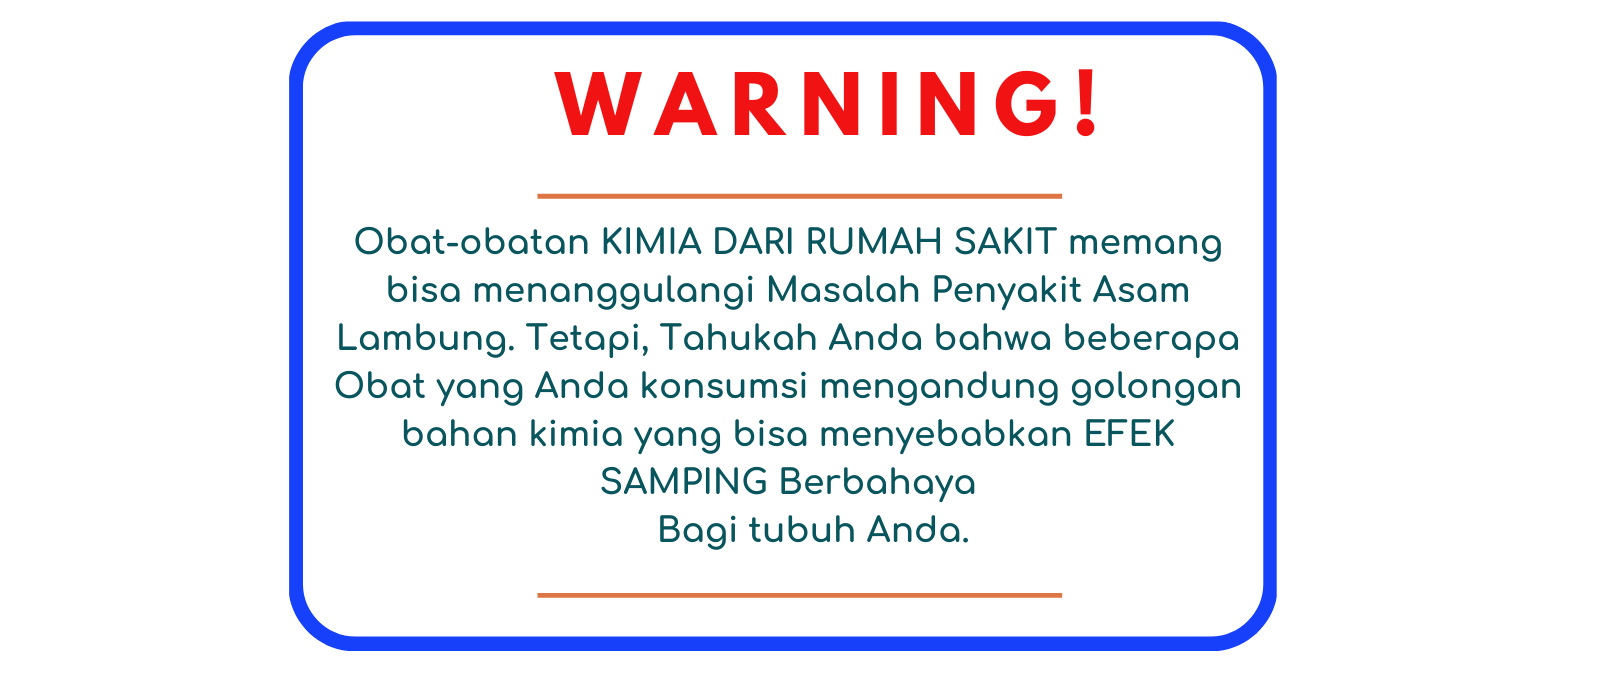 WARNING!
Obat-obatan KIMIA DARI RUMAH SAKIT memang
bisa menanggulangi Masalah Penyakit Asam
Lambung. Tetapi, Tahukah Anda bahwa beberapa
Obat yang Anda konsumsi mengandung golongan
bahan kimia yang bisa menyebabkan EFEK
SAMPING Berbahaya
Bagi tubuh Anda.